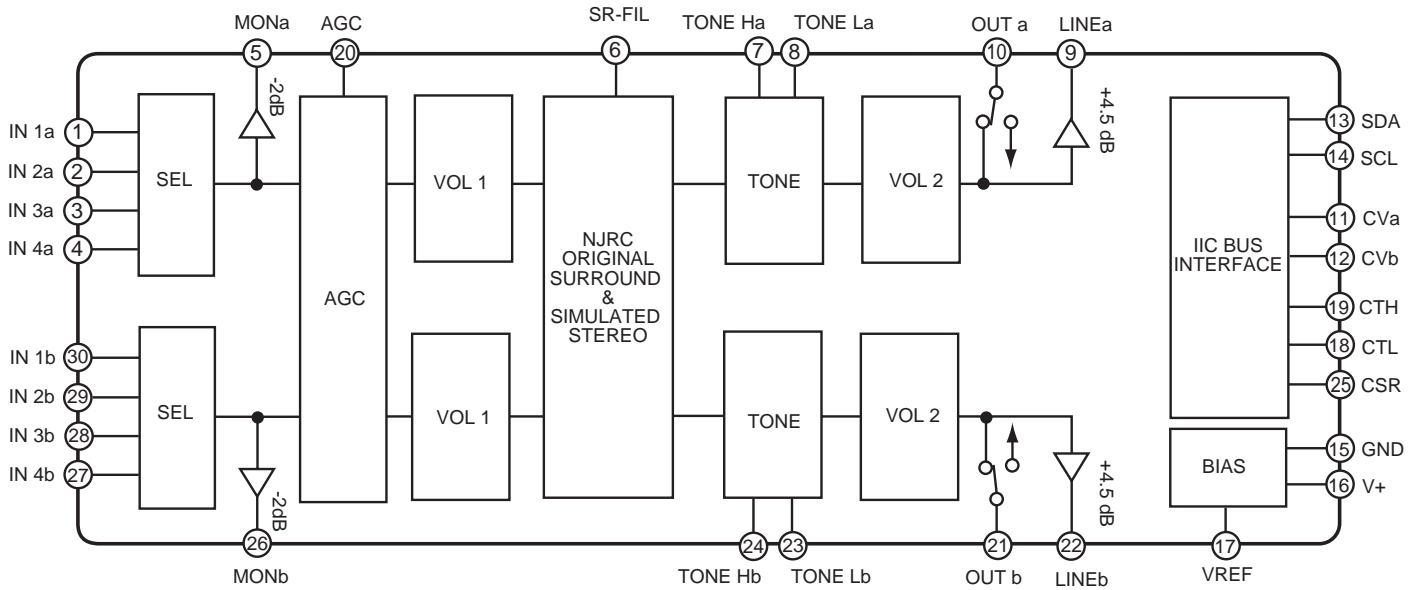 MONa
AGC
SR-FIL
TONE Ha
TONE La
OUT a
LINEa
5
20
6
7
8
10
9
-2dB
+4.5 dB
IN 1a
1
IN 2a
2
IN 3a
3
IN 4a
4
SEL
VOL 1
TONE
VOL 2
AGC
NJRC
ORIGINAL
SURROUND
&
SIMULATED
STEREO
IIC BUS
INTERFACE
13
SDA
14
SCL
11
CVa
12
CVb
19
CTH
18
CTL
25
CSR
IN 1b
30
IN 2b
29
IN 3b
28
IN 4b
27
SEL
VOL 1
TONE
VOL 2
BIAS
15
GND
16
V+
-2dB
+4.5 dB
26
24
23
21
22
17
MONb
TONE Hb
TONE Lb
OUT b
LINEb
VREF